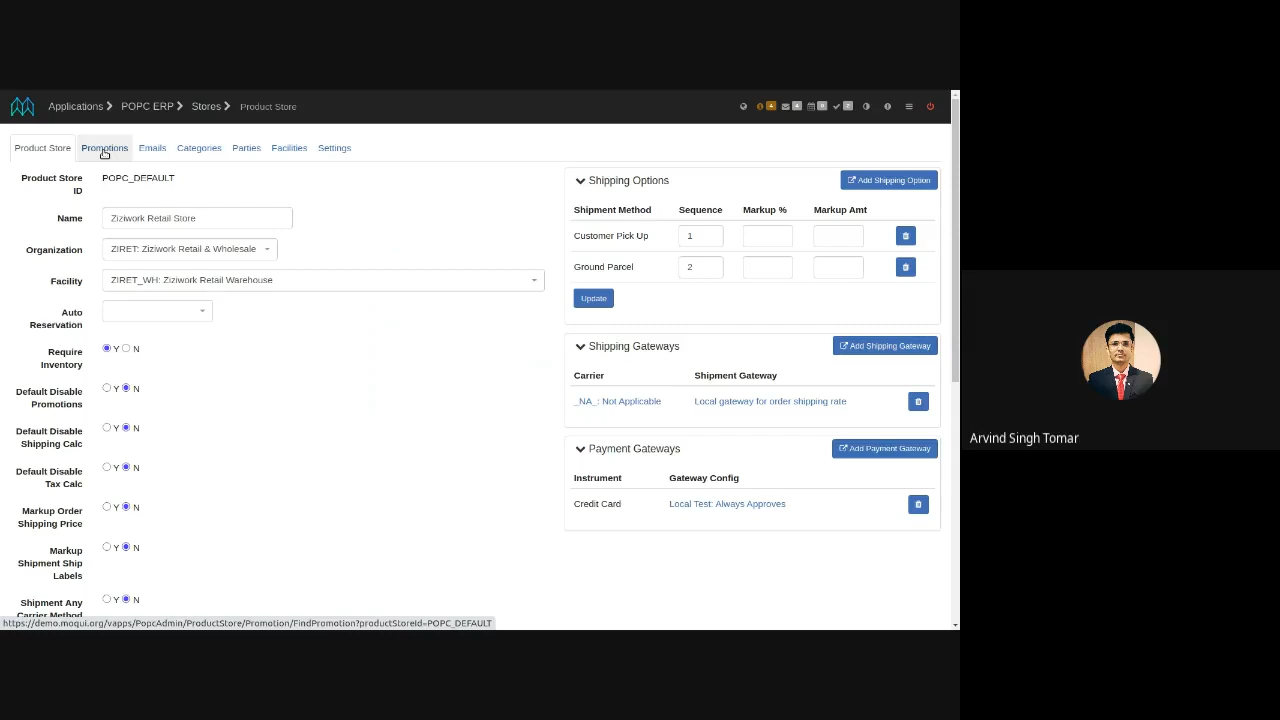 Applications POPC ERP Stores Product Store
4 4 0 2
Product Store Promotions Emails Categories Parties Facilities Settings
Product Store
ID
POPC_DEFAULT
Name
Ziziwork Retail Store
Organization
ZIRET: Ziziwork Retail & Wholesale
Facility
ZIRET_WH: Ziziwork Retail Warehouse
Auto
Reservation
Require
Inventory
Y N
Default Disable
Promotions
Y N
Default Disable
Shipping Calc
Y N
Default Disable
Tax Calc
Y N
Markup Order
Shipping Price
Y N
Markup
Shipment Ship
Labels
Y N
Shipment Any
Carrier Method
Y N
Shipping Options
Add Shipping Option
Shipment Method Sequence Markup % Markup Amt
Customer Pick Up 1
Ground Parcel 2
Update
Shipping Gateways
Add Shipping Gateway
Carrier Shipment Gateway
_NA_: Not Applicable Local gateway for order shipping rate
Payment Gateways
Add Payment Gateway
Instrument Gateway Config
Credit Card Local Test: Always Approves
https://demo.moqui.org/vapps/PopcAdmin/ProductStore/Promotion/FindPromotion?productStoreId=POPC_DEFAULT
Arvind Singh Tomar